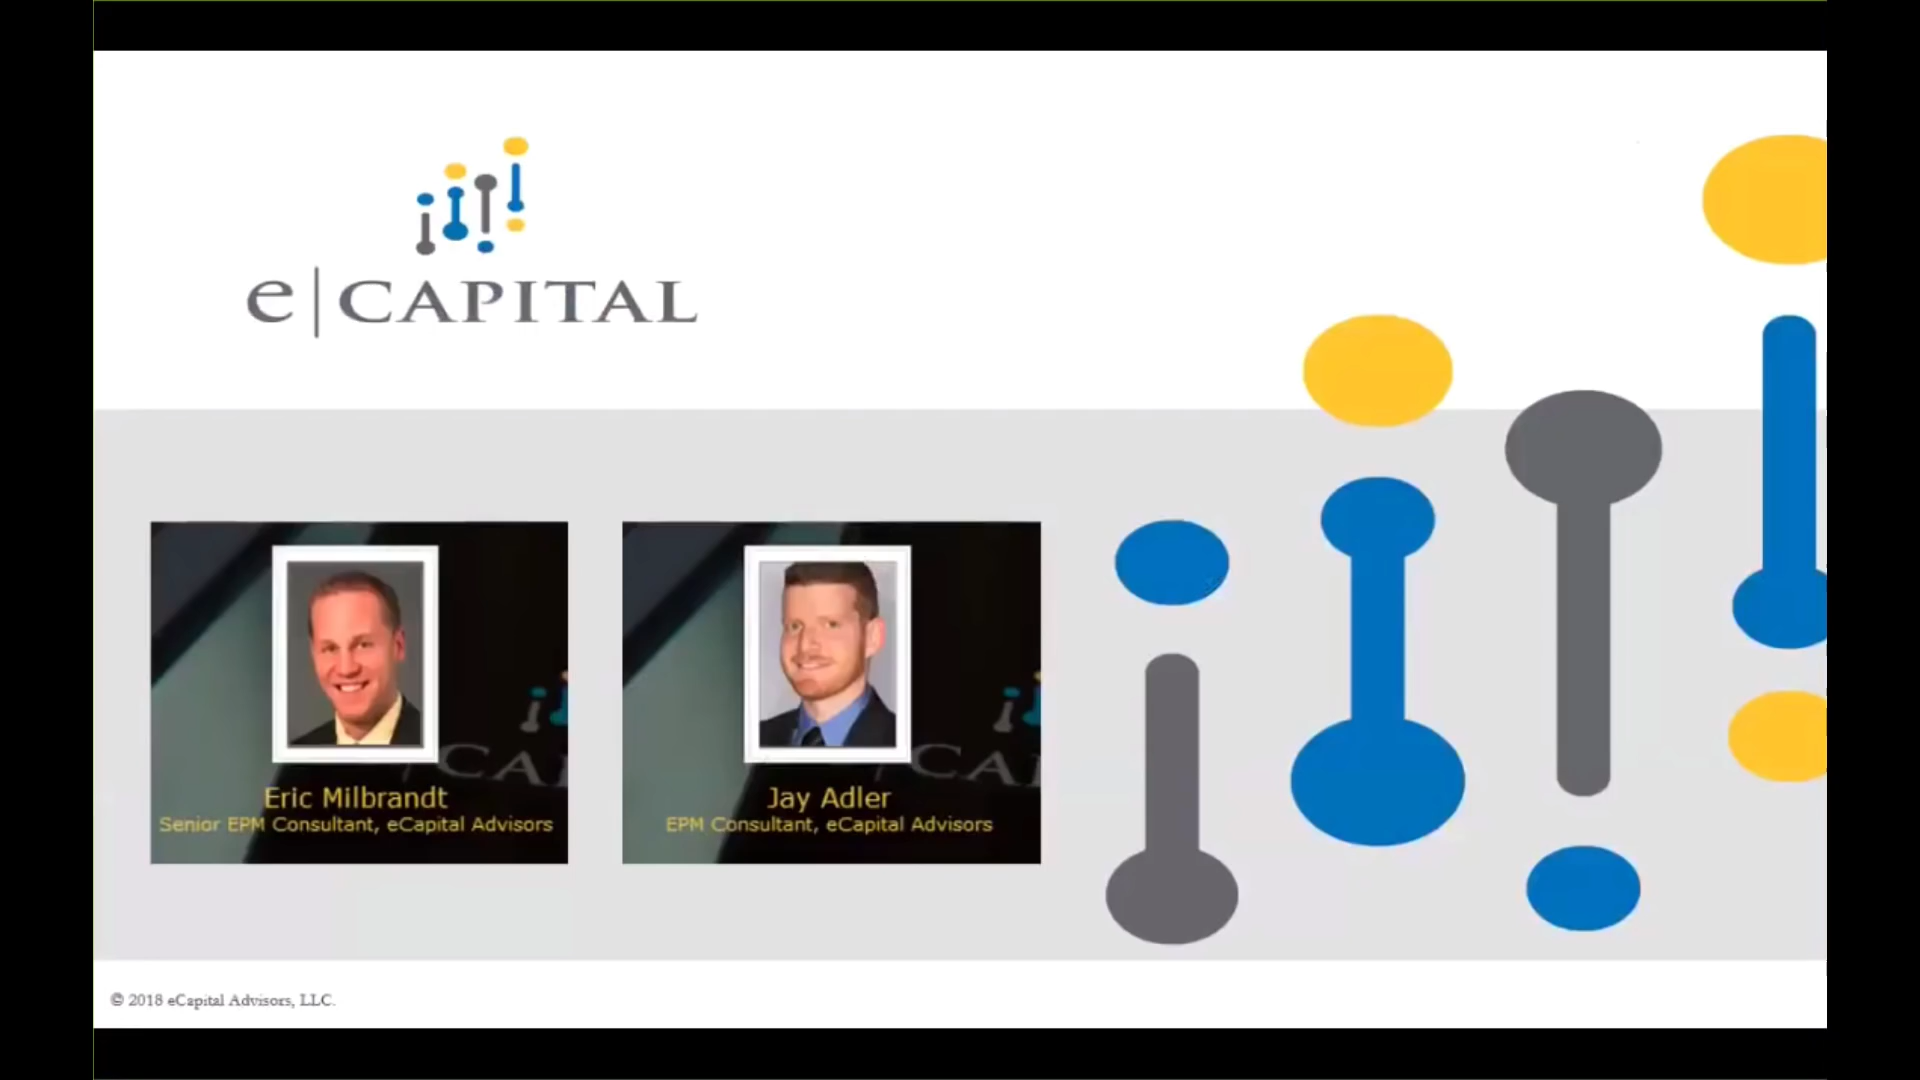 e|CAPITAL
Eric Milbrandt
Senior EPM Consultant, eCapital Advisors
Jay Adler
EPM Consultant, eCapital Advisors
© 2018 eCapital Advisors, LLC.